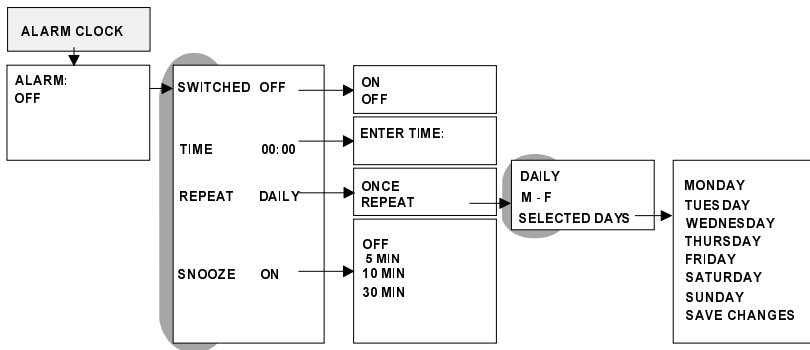 ALARM CLOCK
ALARM:
OFF
SWITCHED OFF
TIME 00:00
REPEAT DAILY
SNOOZE ON
ON
OFF
ENTER TIME:
ONCE
REPEAT
OFF
5 MIN
10 MIN
30 MIN
DAILY
M - F
SELECTED DAYS
MONDAY
TUESDAY
WEDNESDAY
THURSDAY
FRIDAY
SATURDAY
SUNDAY
SAVE CHANGES